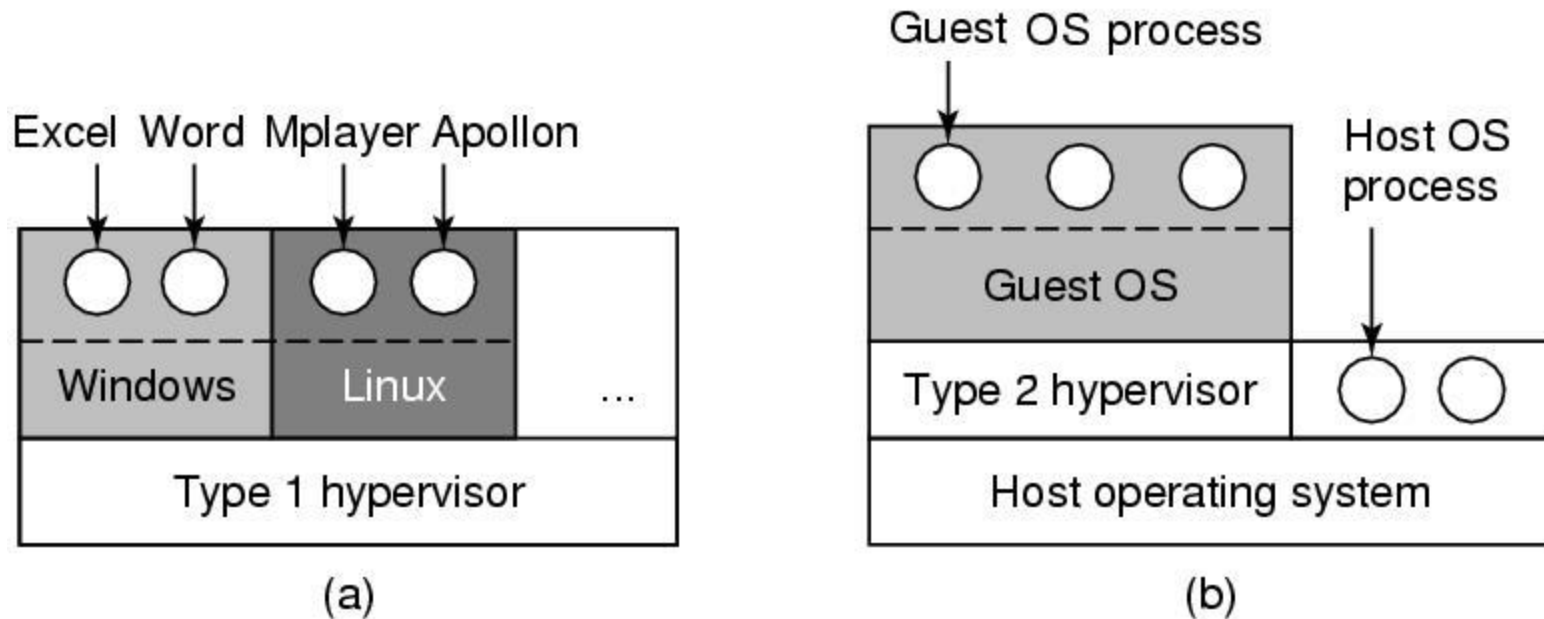 Excel Word Mplayer Apollon
Windows
Linux
...
Type 1 hypervisor
(a)
Guest OS process
Host OS
process
Guest OS
Type 2 hypervisor
Host operating system
(b)